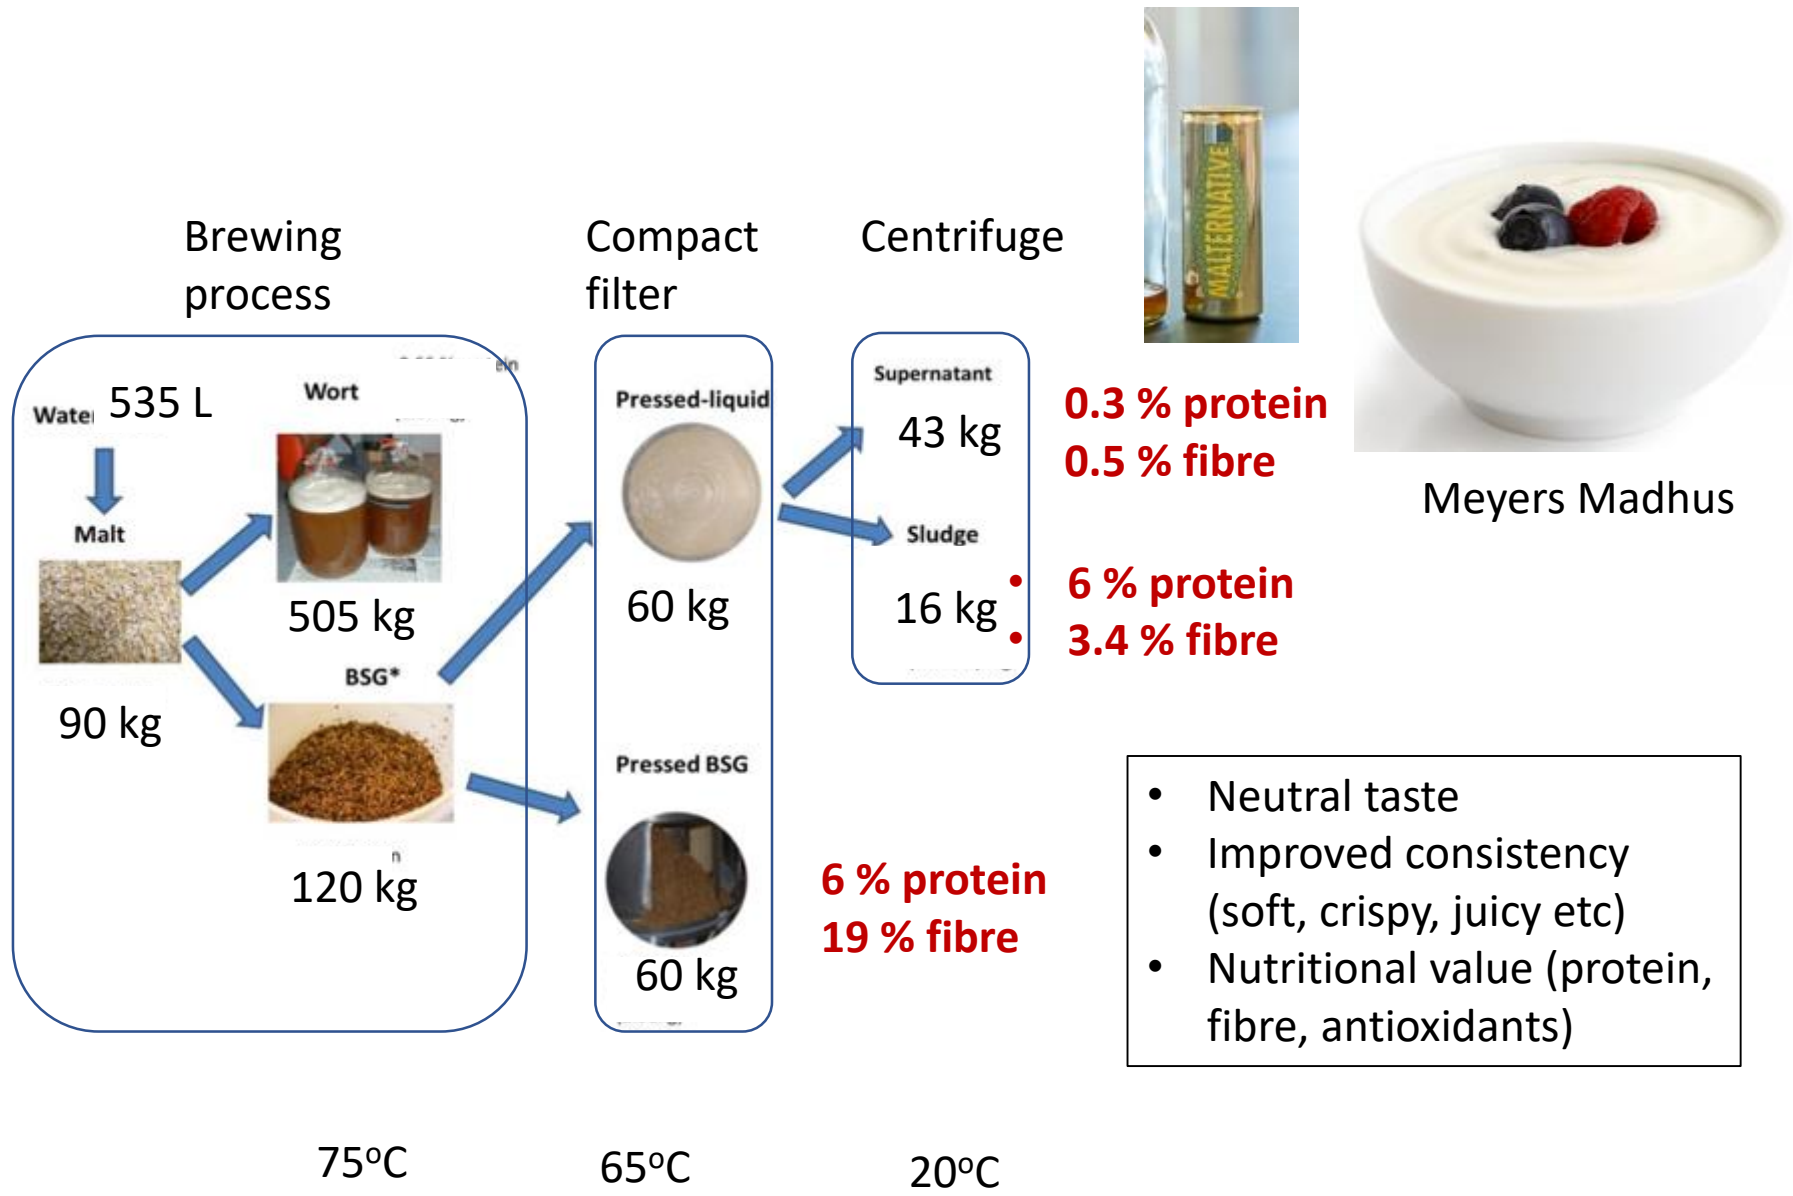 Brewing
process
Compact
filter
Centrifuge
MALTERNATIVE
Meyers Madhus
535 L
Wort
Malt
90 kg
505 kg
BSG*
120 kg
Pressed-liquid
60 kg
Pressed BSG
60 kg
6 % protein
19 % fibre
Supernatant
43 kg
0.3 % protein
0.5 % fibre
Sludge
16 kg
• 6 % protein
• 3.4 % fibre
• Neutral taste
• Improved consistency
(soft, crispy, juicy etc)
• Nutritional value (protein,
fibre, antioxidants)
75°C
65°C
20°C